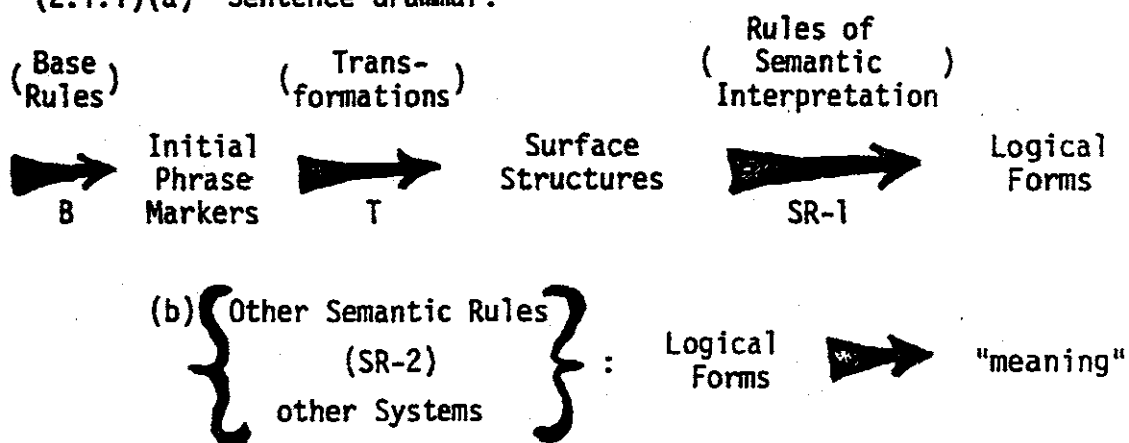 (2.1.1)(a) Sentence Grammar:
(Base Rules) (Trans-formations) (Rules of Semantic Interpretation)
Initial Phrase Markers Surface Structures Logical Forms
B T SR-1
(b) {Other Semantic Rules
(SR-2) : Logical Forms "meaning"
other Systems}